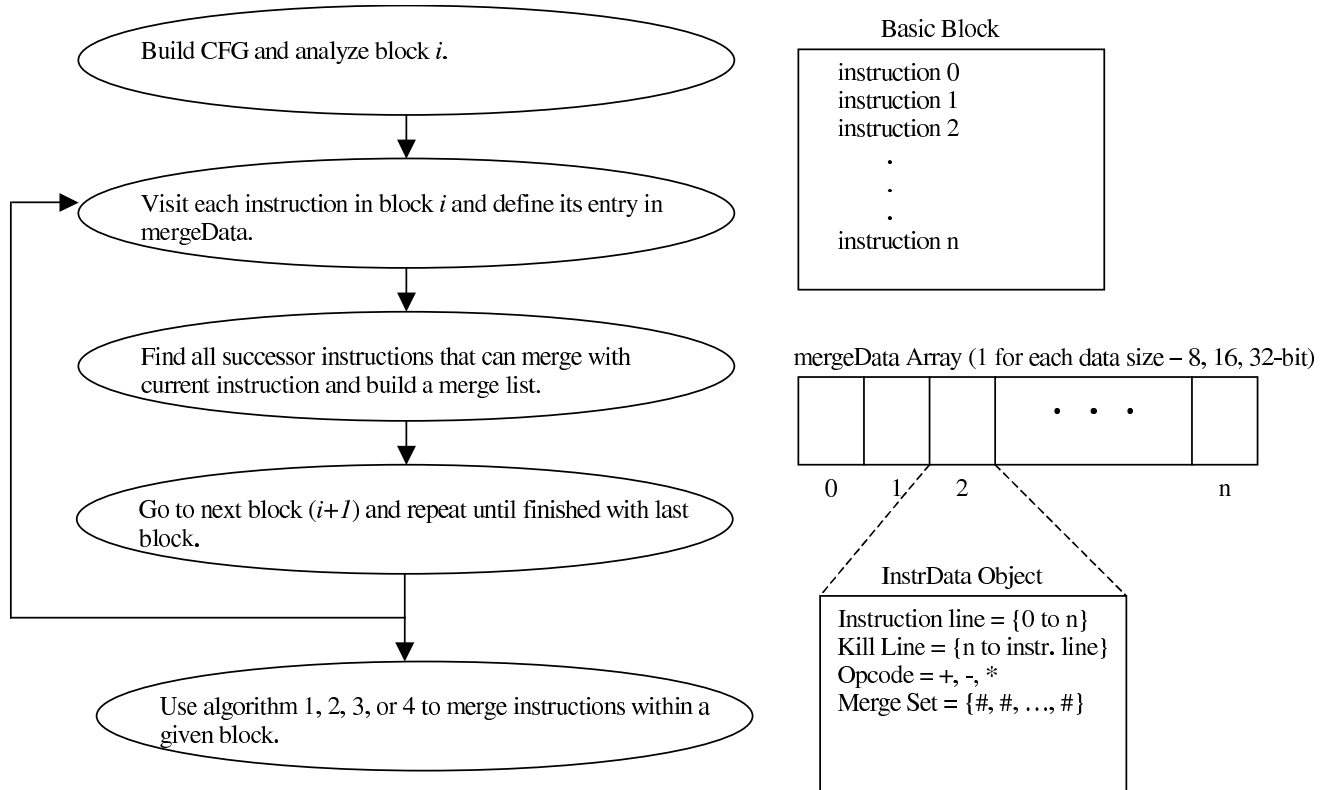 Build CFG and analyze block i.
Visit each instruction in block i and define its entry in
mergeData.
Find all successor instructions that can merge with
current instruction and build a merge list.
Go to next block (i+1) and repeat until finished with last
block.
Use algorithm 1, 2, 3, or 4 to merge instructions within a
given block.
Basic Block
instruction 0
instruction 1
instruction 2
.
.
.
instruction n
mergeData Array (1 for each data size – 8, 16, 32-bit)
• • •
0 1 2 n
InstrData Object
Instruction line = {0 to n}
Kill Line = {n to instr. line}
Opcode = +, -, *
Merge Set = {#, #, …, #}